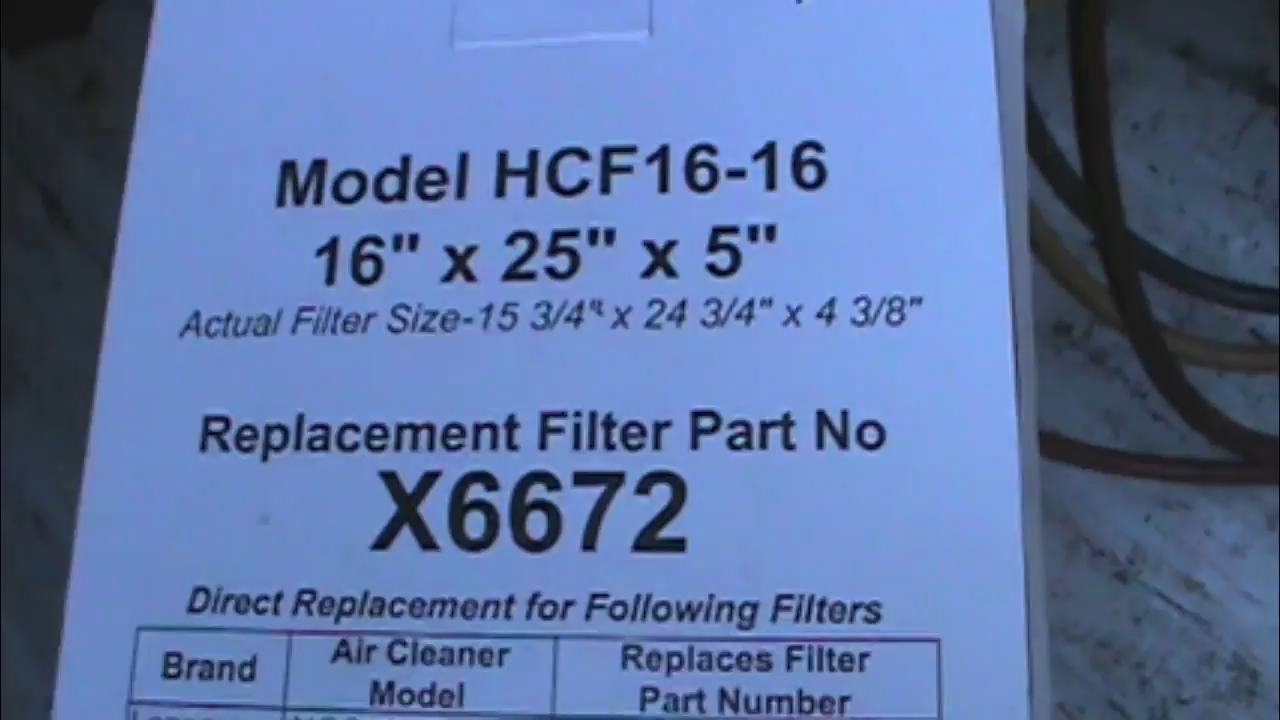 Model HCF16-16
16" x 25" x 5"
Actual Filter Size-15 3/4" x 24 3/4" x 4 3/8"
Replacement Filter Part No
X6672
Direct Replacement for Following Filters
Brand
Air Cleaner
Model
Replaces Filter
Part Number